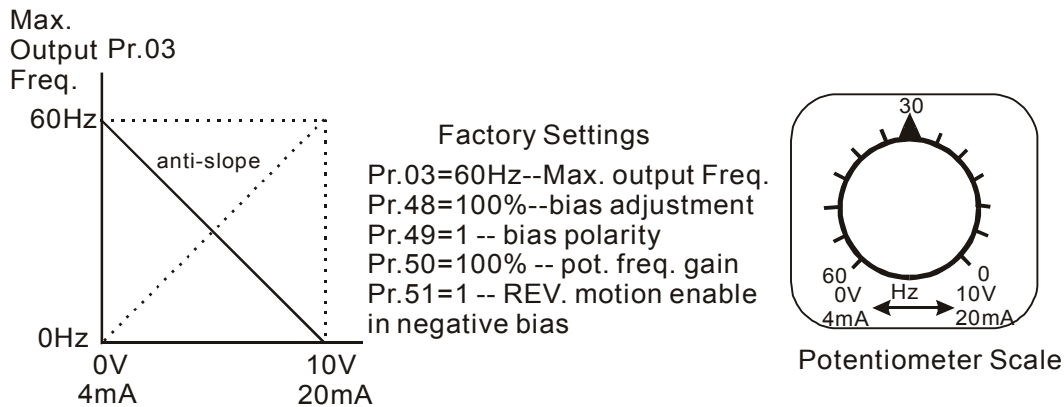 Max.
Output Pr.03
Freq.
60Hz
anti-slope
0Hz
0V
10V
4mA
20mA
Factory Settings
Pr.03=60Hz--Max. output Freq.
Pr.48=100%--bias adjustment
Pr.49=1 -- bias polarity
Pr.50=100% -- pot. freq. gain
Pr.51=1 -- REV. motion enable
in negative bias
30
60
0
0V
Hz
10V
4mA
20mA
Potentiometer Scale